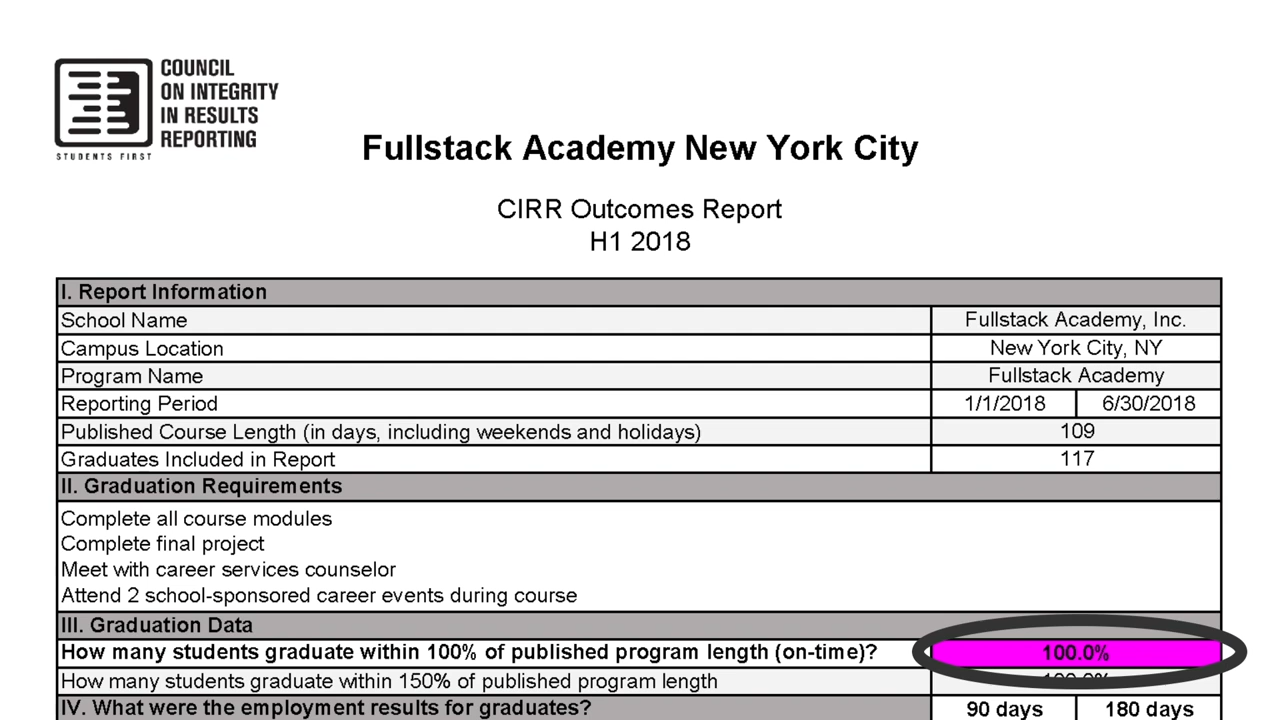 COUNCIL
ON INTEGRITY
IN RESULTS
REPORTING
STUDENTS FIRST
Fullstack Academy New York City
CIRR Outcomes Report
H1 2018
I. Report Information
School Name Fullstack Academy, Inc.
Campus Location New York City, NY
Program Name Fullstack Academy
Reporting Period 1/1/2018 6/30/2018
Published Course Length (in days, including weekends and holidays) 109
Graduates Included in Report 117
II. Graduation Requirements
Complete all course modules
Complete final project
Meet with career services counselor
Attend 2 school-sponsored career events during course
III. Graduation Data
How many students graduate within 100% of published program length (on-time)? 100.0%
How many students graduate within 150% of published program length 100.0%
IV. What were the employment results for graduates? 90 days 180 days